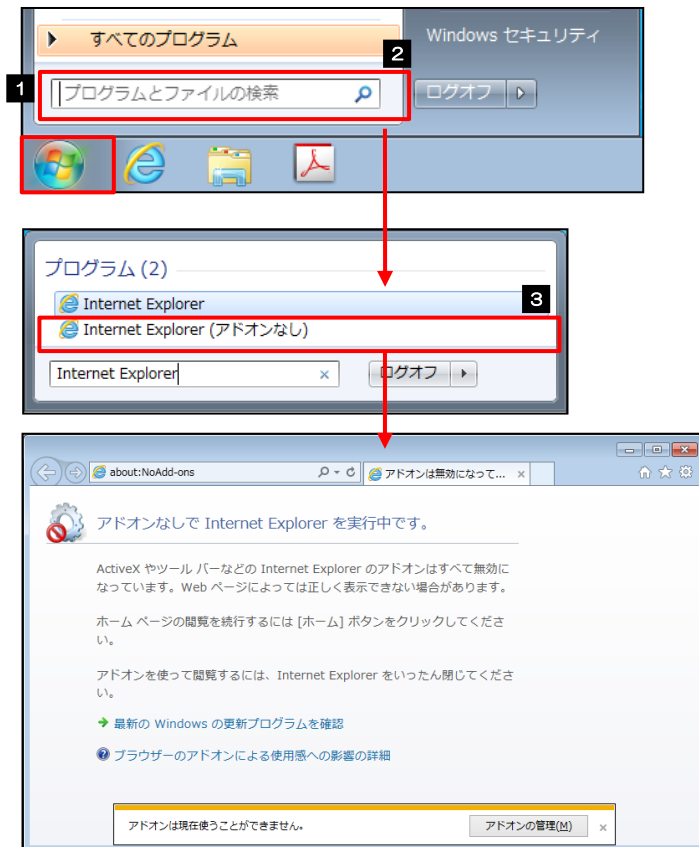 すべてのプログラム
Windows セキュリティ
2
1
プログラムとファイルの検索
ログオフ
プログラム (2)
Internet Explorer
3
Internet Explorer (アドオンなし)
Internet Explorer
ログオフ
about:NoAdd-ons
アドオンは無効になって...
アドオンなしで Internet Explorer を実行中です。
ActiveX やツール バーなどの Internet Explorer のアドオンはすべて無効に
なっています。Web ページによっては正しく表示できない場合があります。
ホーム ページの閲覧を続行するには [ホーム] ボタンをクリックしてくださ
い。
アドオンを使って閲覧するには、Internet Explorer をいったん閉じてくださ
い。
最新の Windows の更新プログラムを確認
ブラウザーのアドオンによる使用感への影響の詳細
アドオンは現在使うことができません。
アドオンの管理(M)